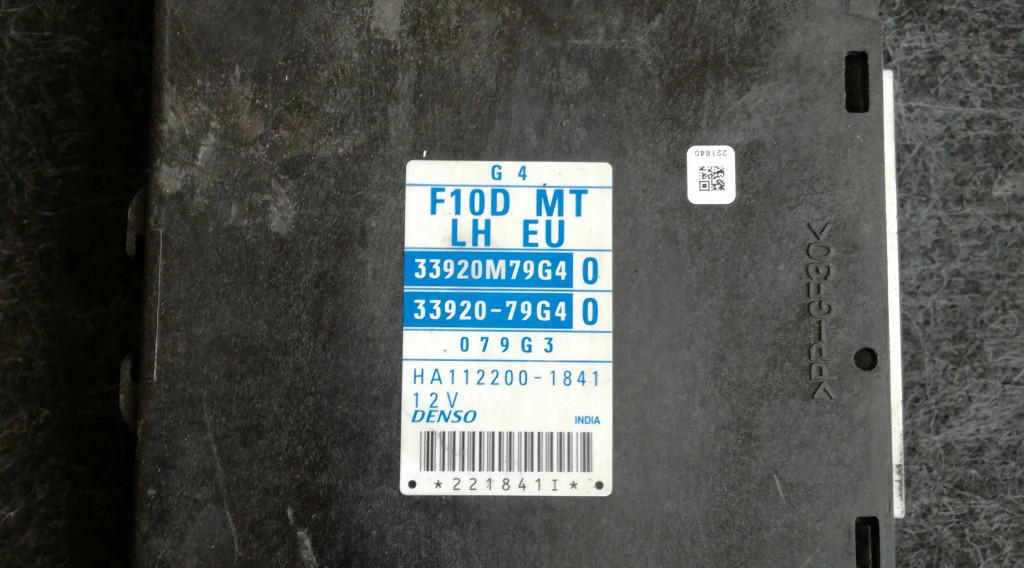 G 4
F10D MT
LH EU
33920M79G4 0
33920-79G4 0
079G3
HA112200-1841
12V
DENSO INDIA
*221841I*
221840
>PP-GF30<